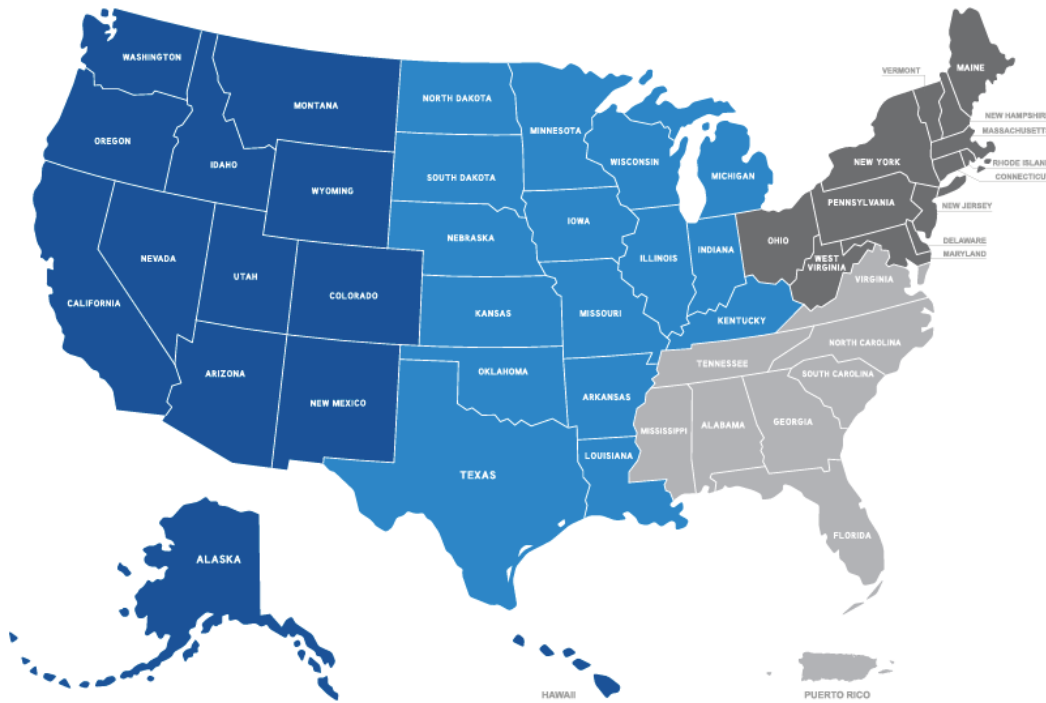 WASHINGTON
OREGON
IDAHO
MONTANA
WYOMING
CALIFORNIA
NEVADA
UTAH
COLORADO
ARIZONA
NEW MEXICO
ALASKA
HAWAII
NORTH DAKOTA
SOUTH DAKOTA
NEBRASKA
KANSAS
OKLAHOMA
TEXAS
MINNESOTA
IOWA
MISSOURI
ARKANSAS
LOUISIANA
WISCONSIN
ILLINOIS
MICHIGAN
INDIANA
KENTUCKY
OHIO
WEST
VIRGINIA
PENNSYLVANIA
NEW YORK
VERMONT
MAINE
NEW HAMPSHIRE
MASSACHUSETT
RHODE ISLAND
CONNECTICU
NEW JERSEY
DELAWARE
MARYLAND
VIRGINIA
NORTH CAROLINA
SOUTH CAROLINA
TENNESSEE
MISSISSIPPI
ALABAMA
GEORGIA
FLORIDA
PUERTO RICO